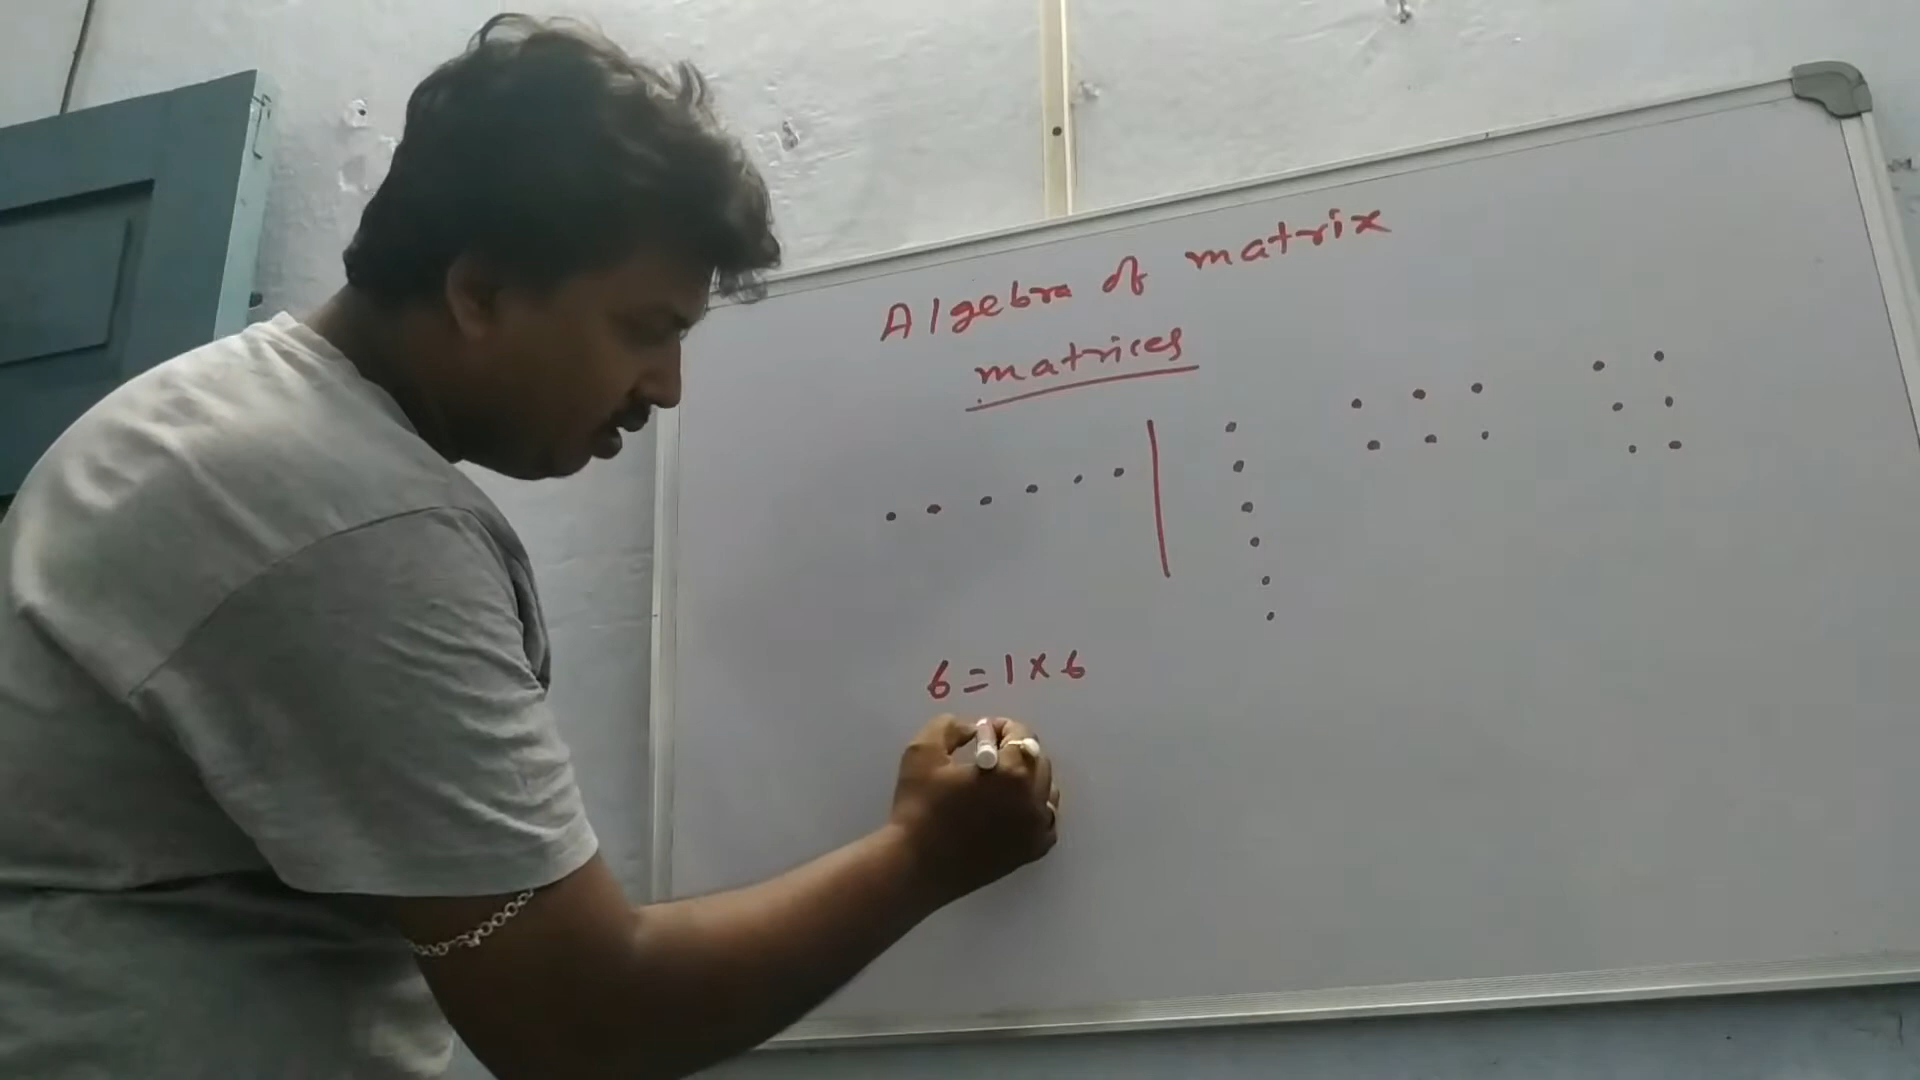 Algebra of matrix
matrices
6 = 1 × 6